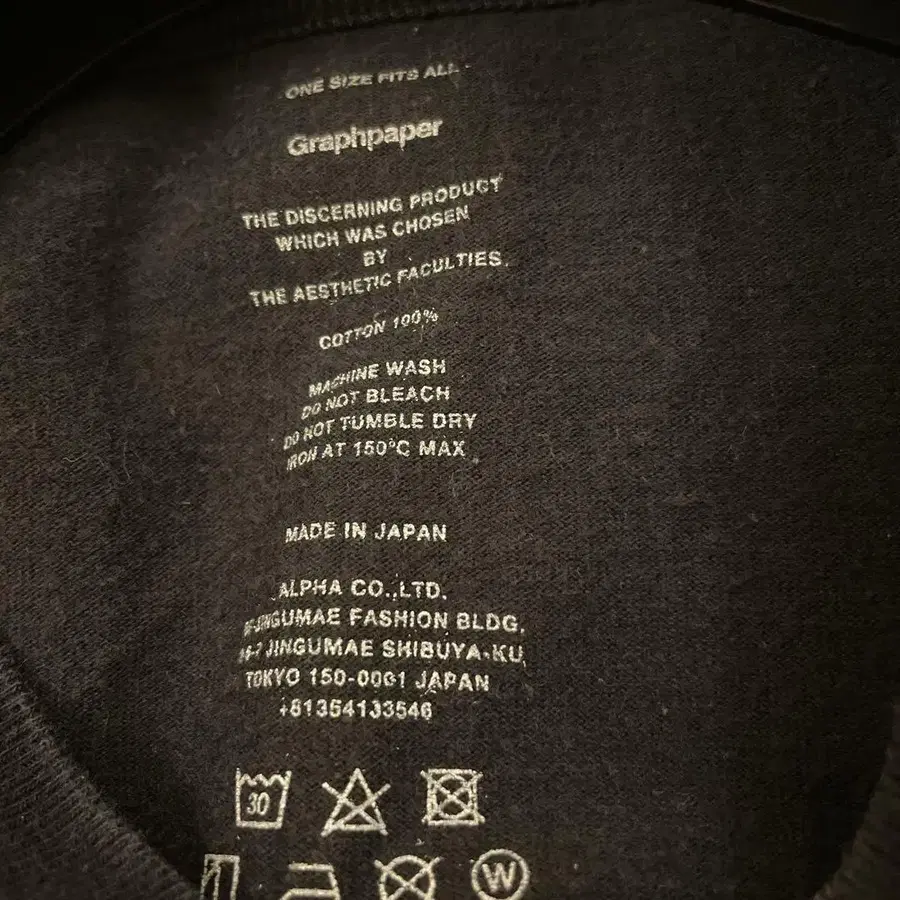 ONE SIZE FITS ALL
Graphpaper
THE DISCERNING PRODUCT
WHICH WAS CHOSEN
BY
THE AESTHETIC FACULTIES.
COTTON 100%
MACHINE WASH
DO NOT BLEACH
DO NOT TUMBLE DRY
IRON AT 150°C MAX
MADE IN JAPAN
ALPHA CO.,LTD.
JINGUMAE FASHION BLDG.
JINGUMAE SHIBUYA-KU
TOKYO 150-0001 JAPAN
+81354133546
30
W